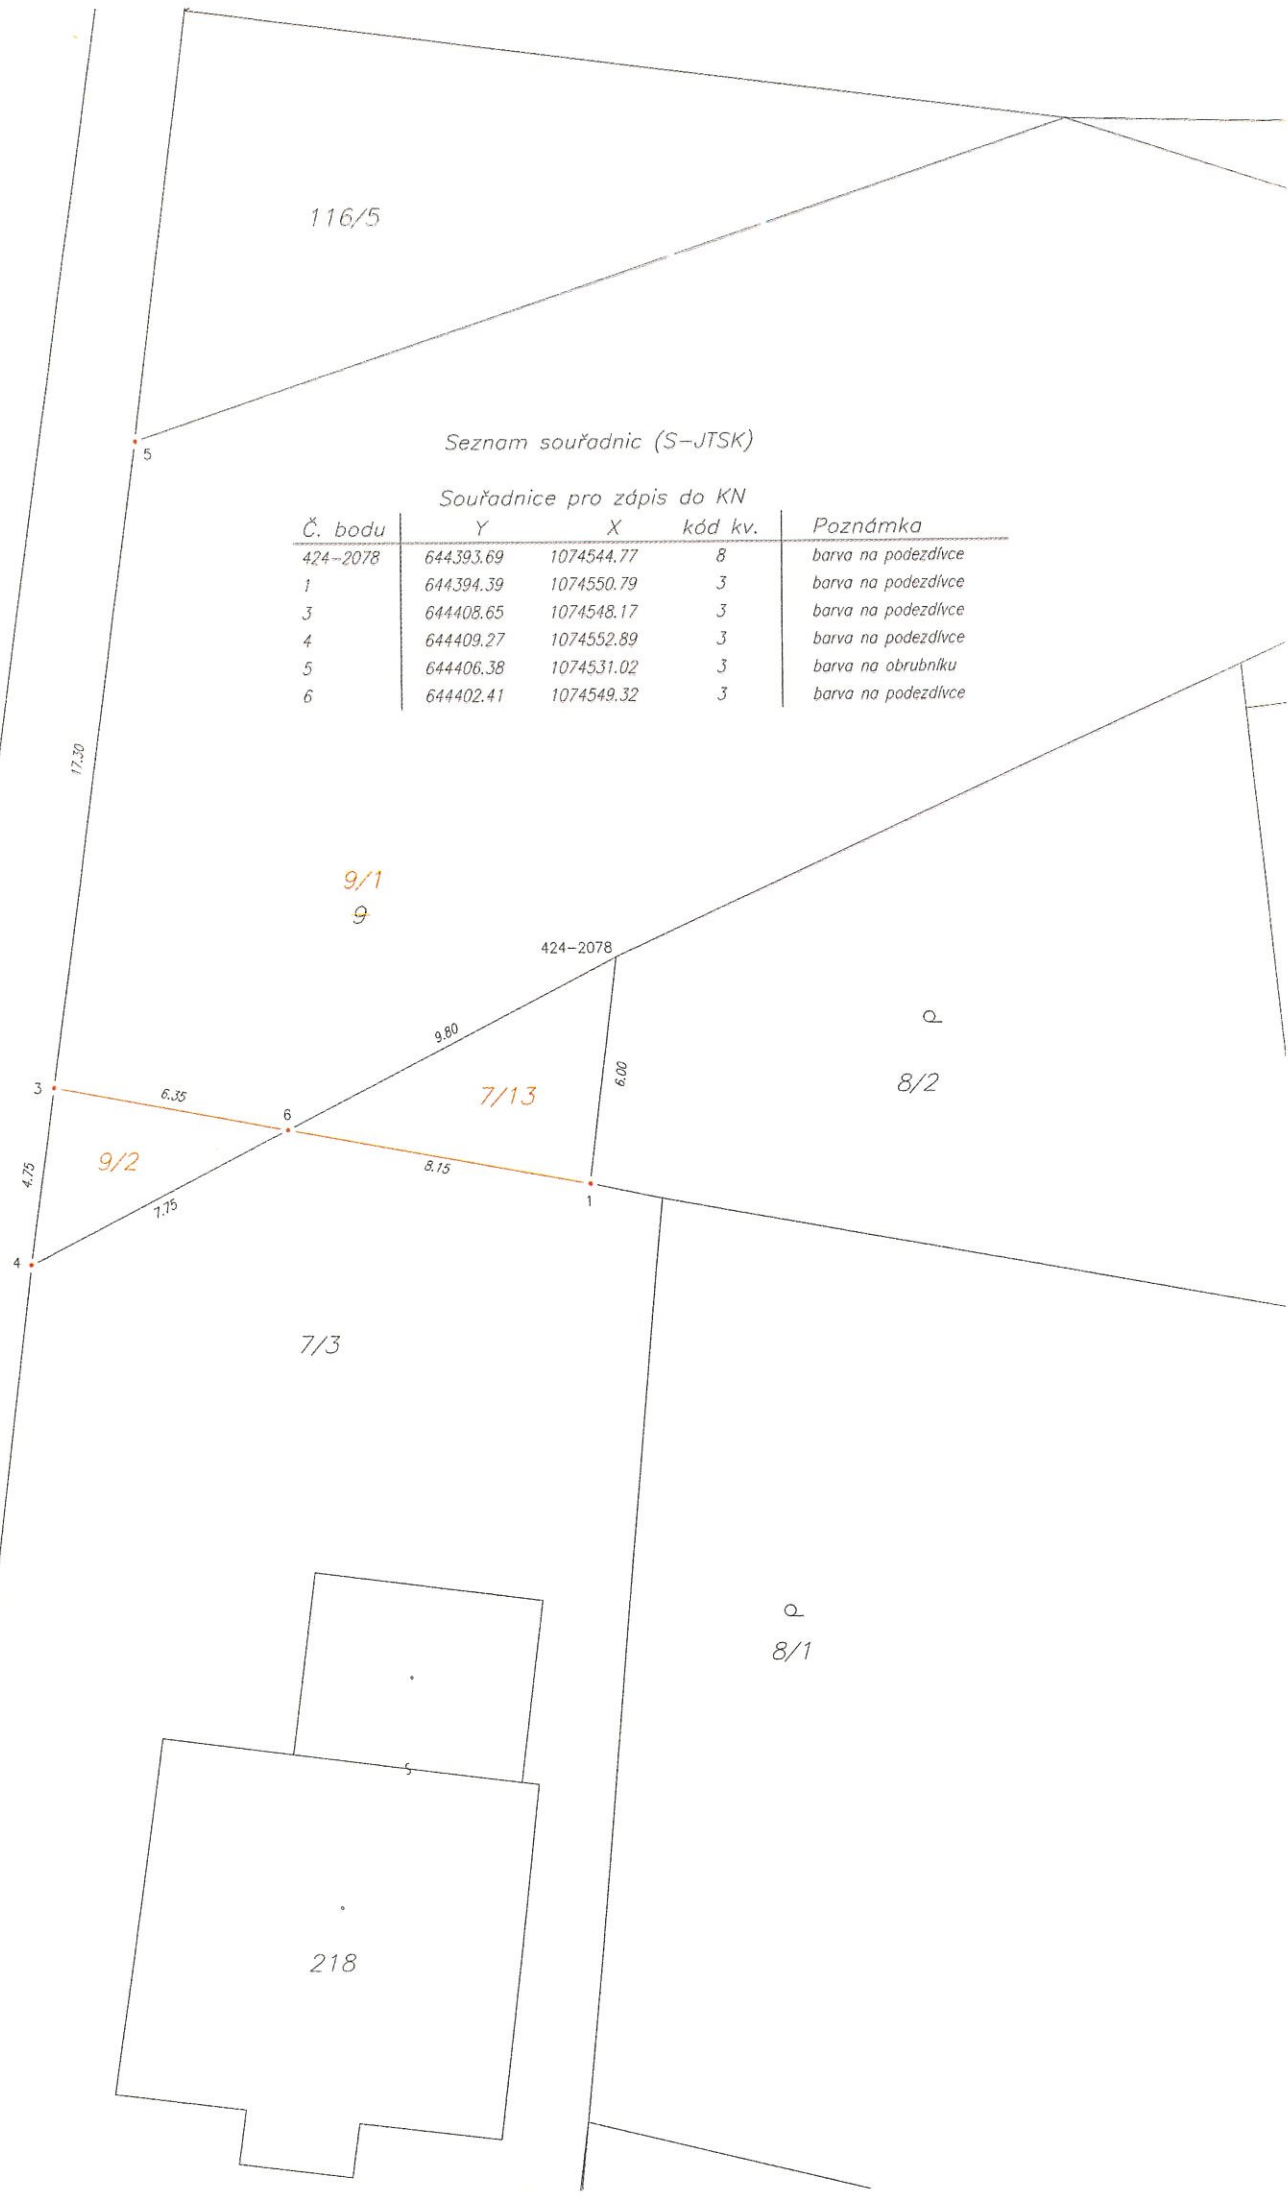 116/5
5
Seznam souřadnic (S-JTSK)
Souřadnice pro zápis do KN
Č. bodu Y X kód kv. Poznámka
424-2078 644393.69 1074544.77 8 barva na podezdívce
1 644394.39 1074550.79 3 barva na podezdívce
3 644408.65 1074548.17 3 barva na podezdívce
4 644409.27 1074552.89 3 barva na podezdívce
5 644406.38 1074531.02 3 barva na obrubníku
6 644402.41 1074549.32 3 barva na podezdívce
17.30
9/1
9
424-2078
9.80
6.00
8/2
3
6.35
6
7/13
9/2
8.15
4.75
7.75
1
4
7/3
8/1
218